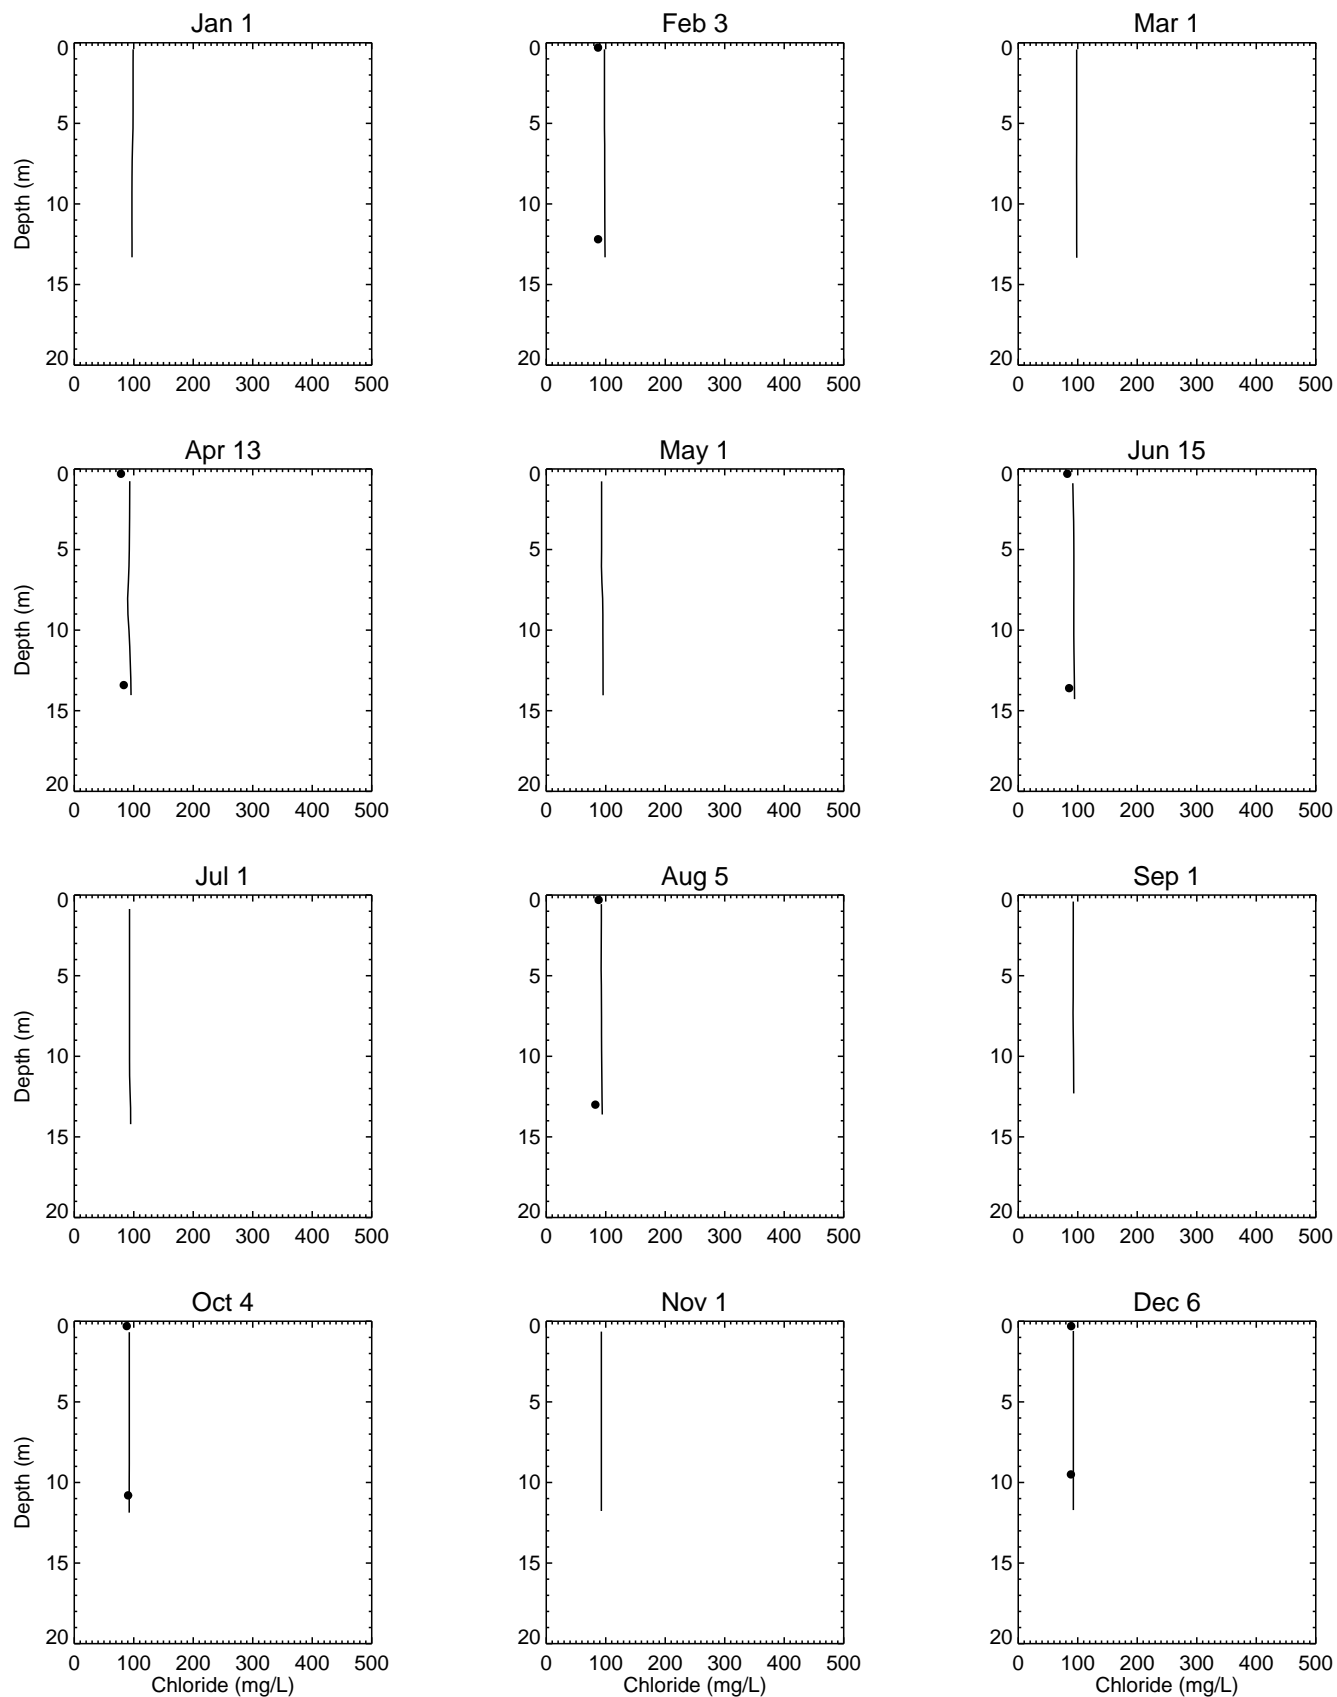 Jan 1 Feb 3 Mar 1
0 0 0
5 5 5
Depth (m)
10 10 10
15 15 15
20 20 20
0 100 200 300 400 500 0 100 200 300 400 500 0 100 200 300 400 500
Apr 13 May 1 Jun 15
0 0 0
5 5 5
Depth (m)
10 10 10
15 15 15
20 20 20
0 100 200 300 400 500 0 100 200 300 400 500 0 100 200 300 400 500
Jul 1 Aug 5 Sep 1
0 0 0
5 5 5
Depth (m)
10 10 10
15 15 15
20 20 20
0 100 200 300 400 500 0 100 200 300 400 500 0 100 200 300 400 500
Oct 4 Nov 1 Dec 6
0 0 0
5 5 5
Depth (m)
10 10 10
15 15 15
20 20 20
0 100 200 300 400 500 0 100 200 300 400 500 0 100 200 300 400 500
Chloride (mg/L) Chloride (mg/L) Chloride (mg/L)